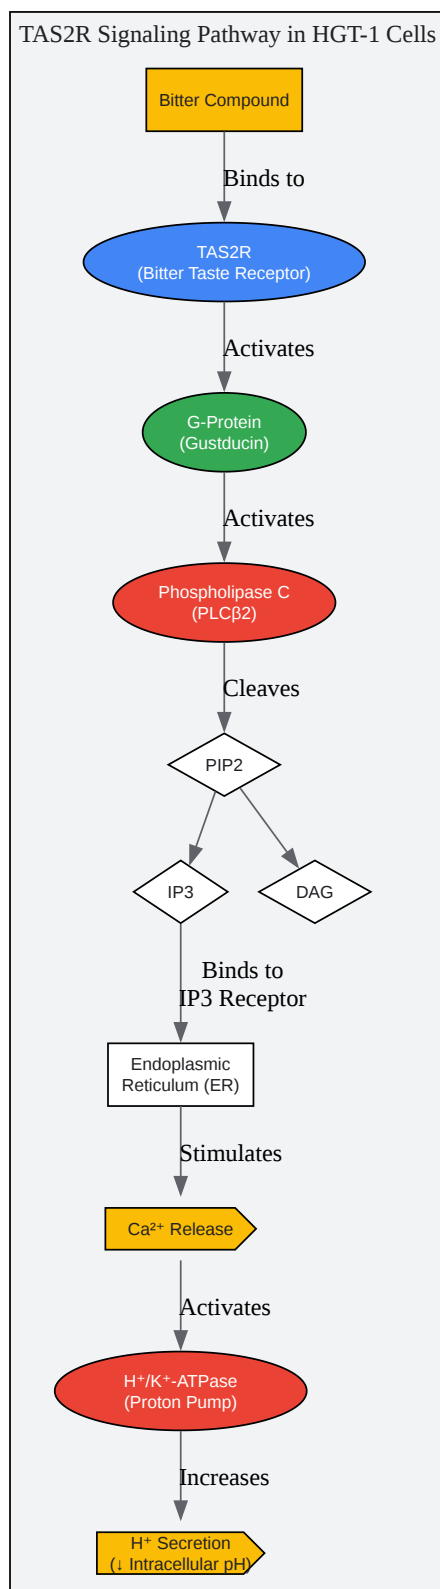 TAS2R Signaling Pathway in HGT-1 Cells
Bitter Compound
Binds to
TAS2R
(Bitter Taste Receptor)
Activates
G-Protein
(Gustducin)
Activates
Phospholipase C
(PLCβ2)
Cleaves
PIP2
IP3
DAG
Binds to
IP3 Receptor
Endoplasmic
Reticulum (ER)
Stimulates
Ca²⁺ Release
Activates
H⁺/K⁺-ATPase
(Proton Pump)
Increases
H⁺ Secretion
(↓ Intracellular pH)